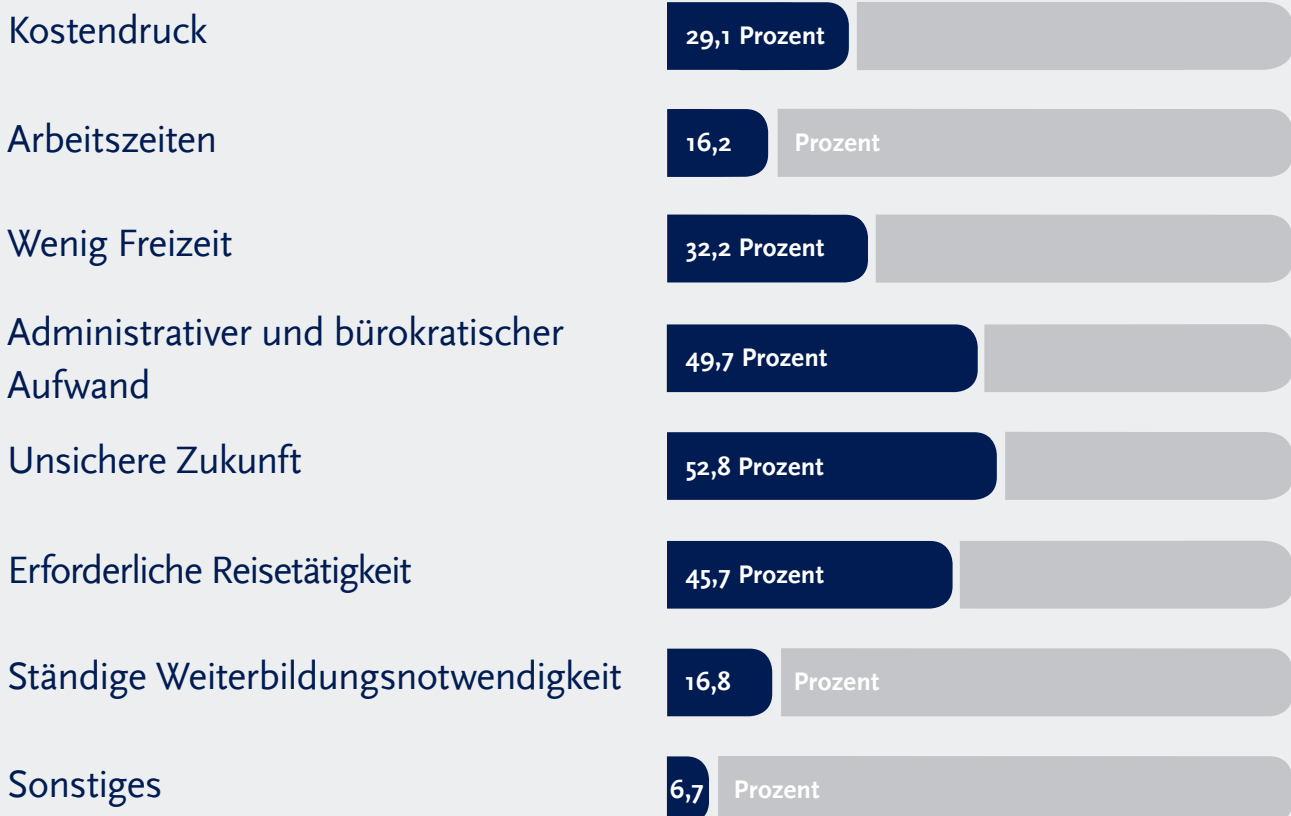 Kostendruck
29,1 Prozent
Arbeitszeiten
16,2 Prozent
Wenig Freizeit
32,2 Prozent
Administrativer und bürokratischer
Aufwand
49,7 Prozent
Unsichere Zukunft
52,8 Prozent
Erforderliche Reisetätigkeit
45,7 Prozent
Ständige Weiterbildungsnotwendigkeit
16,8 Prozent
Sonstiges
6,7 Prozent